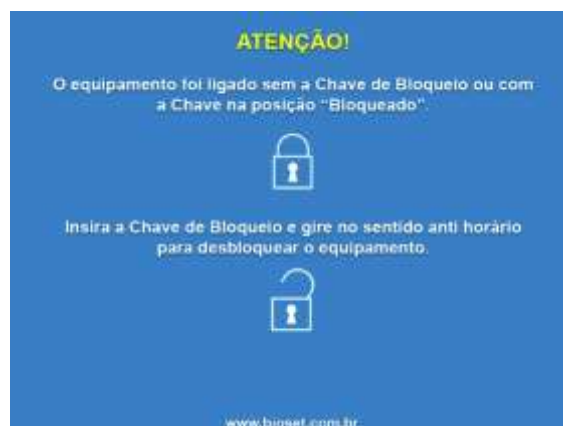 ATENÇÃO!
O equipamento foi ligado sem a Chave de Bloqueio ou com
a Chave na posição "Bloqueado".
Insira a Chave de Bloqueio e gire no sentido anti horário
para desbloquear o equipamento.
www.bioset.com.br